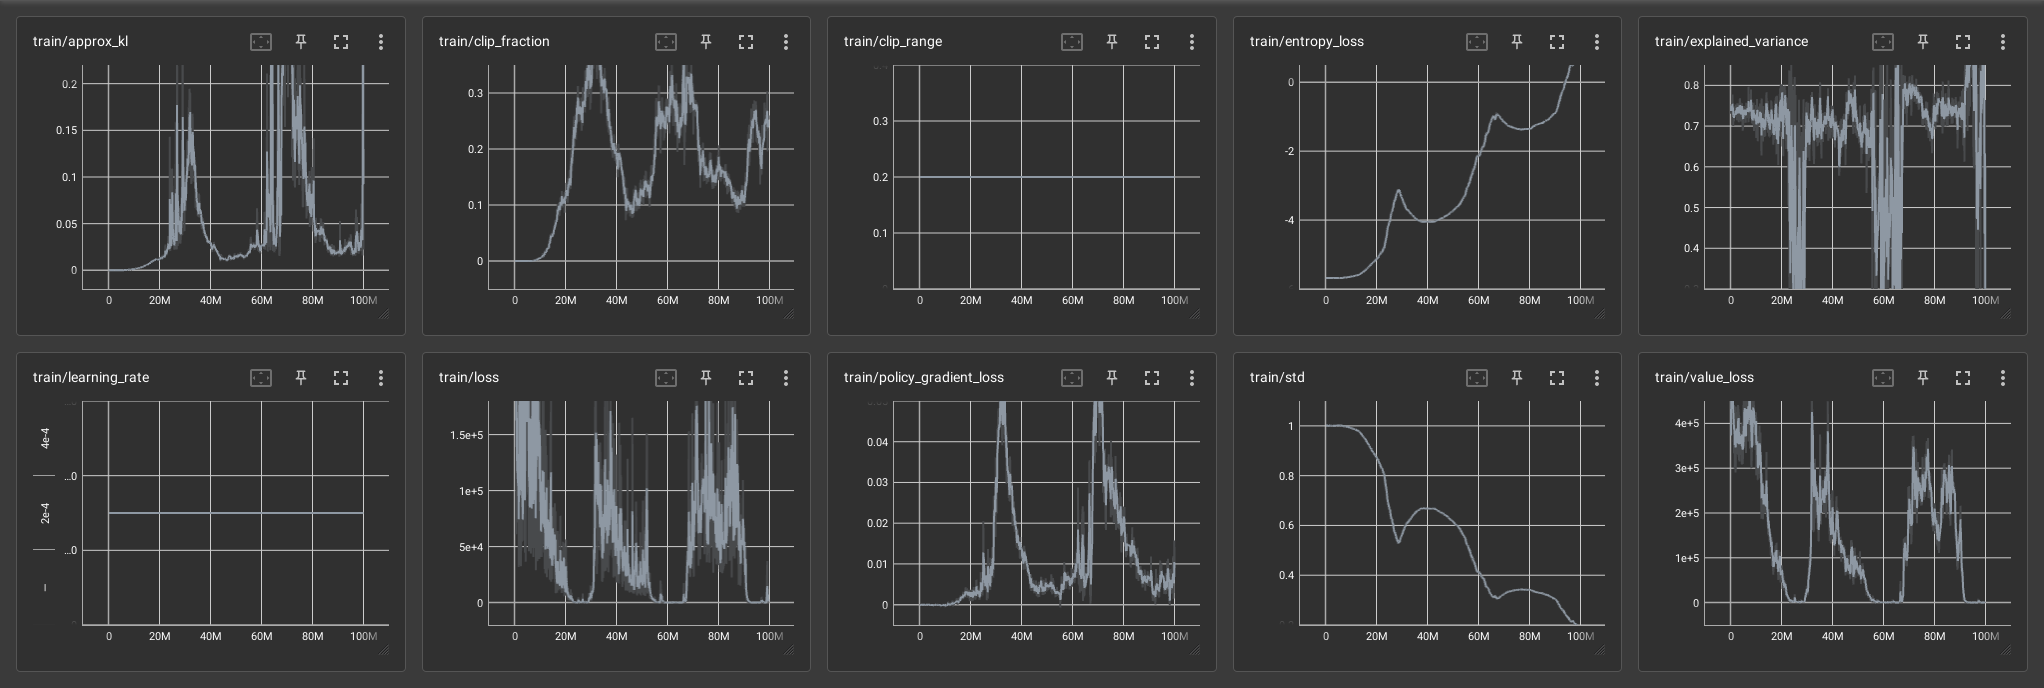 train/approx_kl
0.2
0.15
0.1
0.05
0
0 20M 40M 60M 80M 100M
train/clip_fraction
0.3
0.2
0.1
0
0 20M 40M 60M 80M 100M
train/clip_range
0.3
0.2
0.1
0 20M 40M 60M 80M 100M
train/entropy_loss
0
-2
-4
0 20M 40M 60M 80M 100M
train/explained_variance
0.8
0.7
0.6
0.5
0.4
0 20M 40M 60M 80M 100M
train/learning_rate
4e-4
...0
2e-4
...0
0 20M 40M 60M 80M 100M
train/loss
1.5e+5
1e+5
5e+4
0
0 20M 40M 60M 80M 100M
train/policy_gradient_loss
0.04
0.03
0.02
0.01
0
0 20M 40M 60M 80M 100M
train/std
1
0.8
0.6
0.4
0 20M 40M 60M 80M 100M
train/value_loss
4e+5
3e+5
2e+5
1e+5
0
0 20M 40M 60M 80M 100M